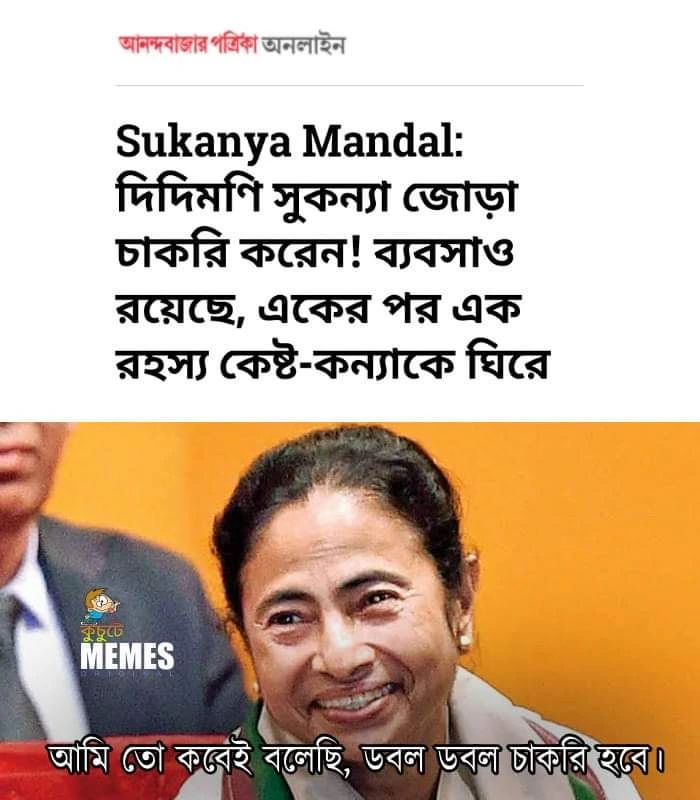 আনন্দবাজার পত্রিকা অনলাইন
Sukanya Mandal:
দিদিমণি সুকন্যা জোড়া
চাকরি করেন! ব্যবসাও
রয়েছে, একের পর এক
রহস্য কেষ্ট-কন্যাকে ঘিরে
কুচুটে
MEMES
ORIGINAL
আমি তো কবেই বলেছি, ডবল ডবল চাকরি হবে।